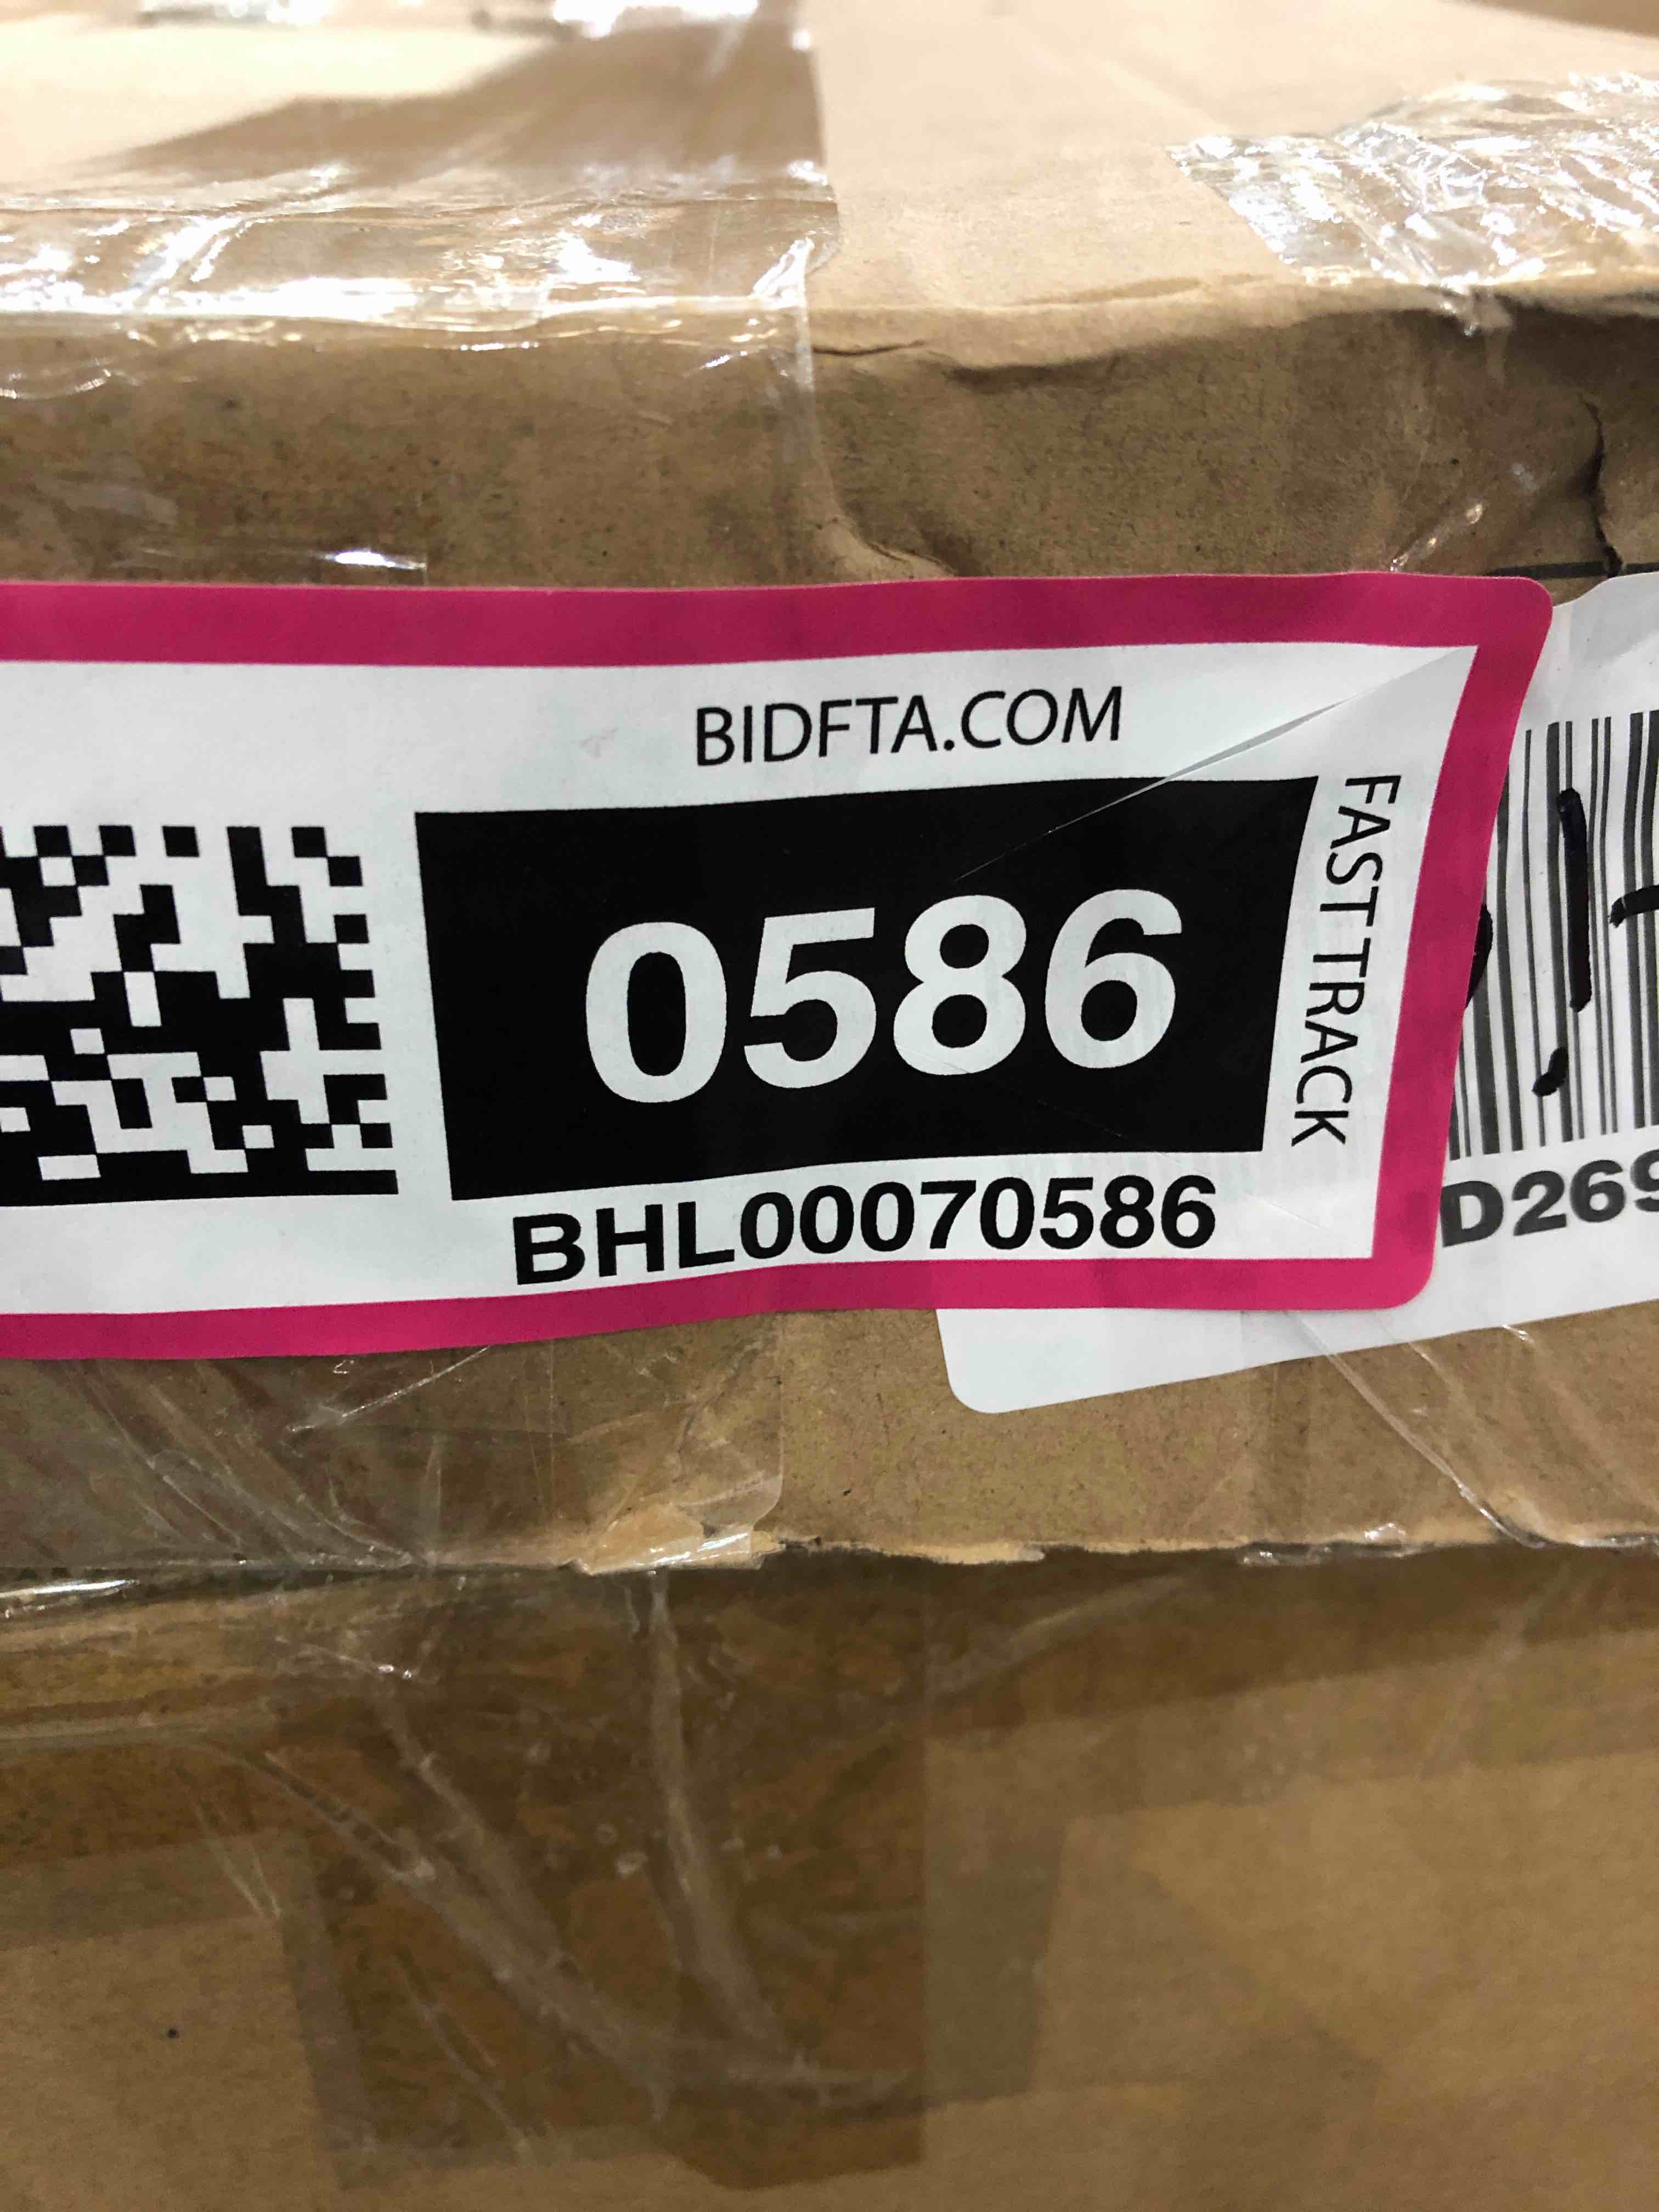 BIDFTA.COM
0586
FAST TRACK
BHL00070586
D269